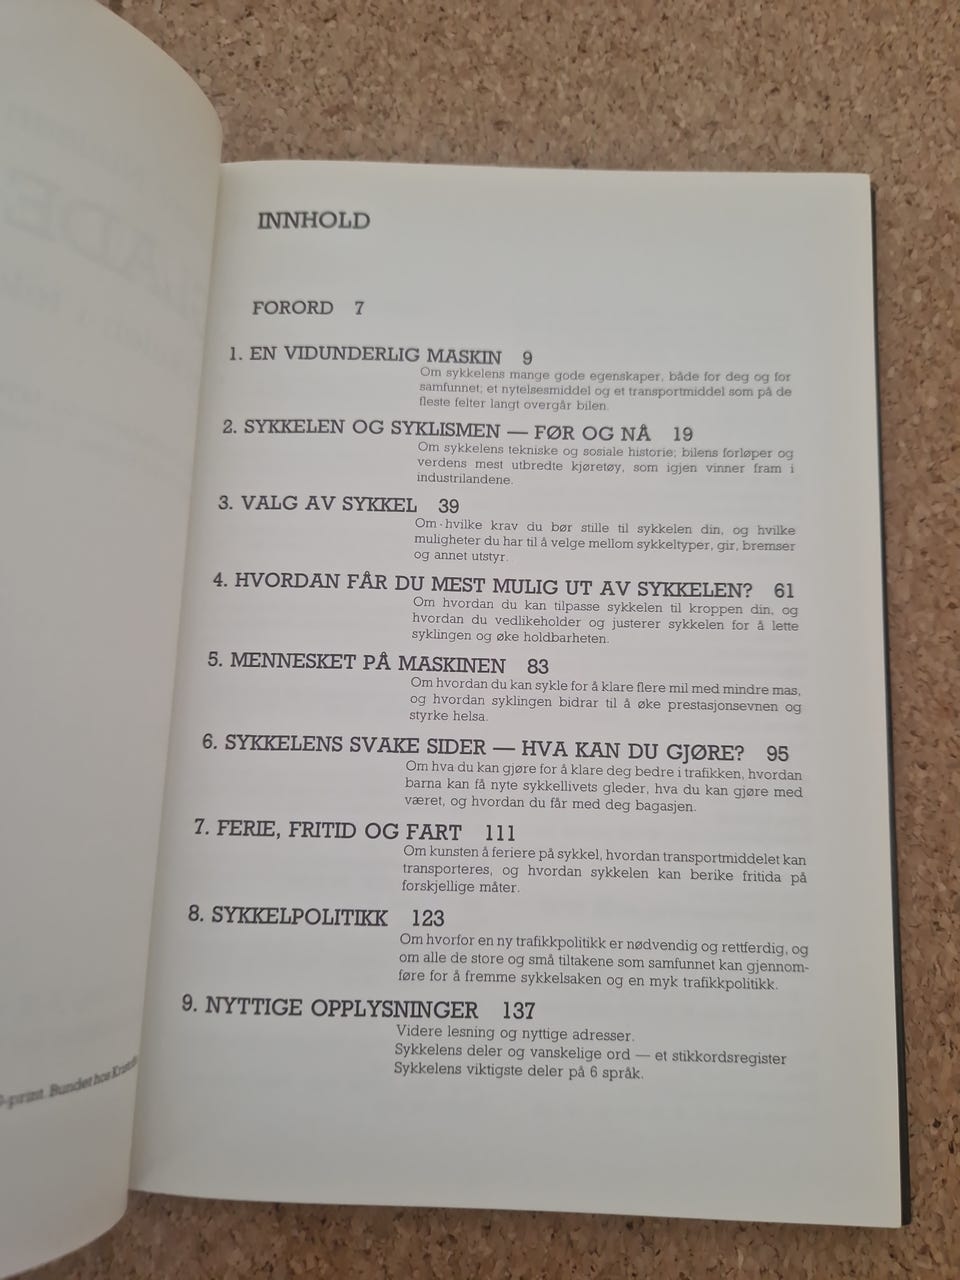 INNHOLD
FORORD 7
1. EN VIDUNDERLIG MASKIN 9
Om sykkelens mange gode egenskaper, både for deg og for
samfunnet; et nytelsesmiddel og et transportmiddel som på de
fleste felter langt overgår bilen.
2. SYKKELEN OG SYKLISMEN — FØR OG NÅ 19
Om sykkelens tekniske og sosiale historie; bilens forløper og
verdens mest utbredte kjøretøy, som igjen vinner fram i
industrilandene.
3. VALG AV SYKKEL 39
Om hvilke krav du bør stille til sykkelen din, og hvilke
muligheter du har til å velge mellom sykkeltyper, gir, bremser
og annet utstyr.
4. HVORDAN FÅR DU MEST MULIG UT AV SYKKELEN? 61
Om hvordan du kan tilpasse sykkelen til kroppen din, og
hvordan du vedlikeholder og justerer sykkelen for å lette
syklingen og øke holdbarheten.
5. MENNESKET PÅ MASKINEN 83
Om hvordan du kan sykle for å klare flere mil med mindre mas,
og hvordan syklingen bidrar til å øke prestasjonsevnen og
styrke helsa.
6. SYKKELENS SVAKE SIDER — HVA KAN DU GJØRE? 95
Om hva du kan gjøre for å klare deg bedre i trafikken, hvordan
barna kan få nyte sykkellivets gleder, hva du kan gjøre med
været, og hvordan du får med deg bagasjen.
7. FERIE, FRITID OG FART 111
Om kunsten å feriere på sykkel, hvordan transportmiddelet kan
transporteres, og hvordan sykkelen kan berike fritida på
forskjellige måter.
8. SYKKELPOLITIKK 123
Om hvorfor en ny trafikkpolitikk er nødvendig og rettferdig, og
om alle de store og små tiltakene som samfunnet kan gjennom-
føre for å fremme sykkelsaken og en myk trafikkpolitikk.
9. NYTTIGE OPPLYSNINGER 137
Videre lesning og nyttige adresser.
Sykkelens deler og vanskelige ord — et stikkordsregister
Sykkelens viktigste deler på 6 språk.
-print. Bundet hos